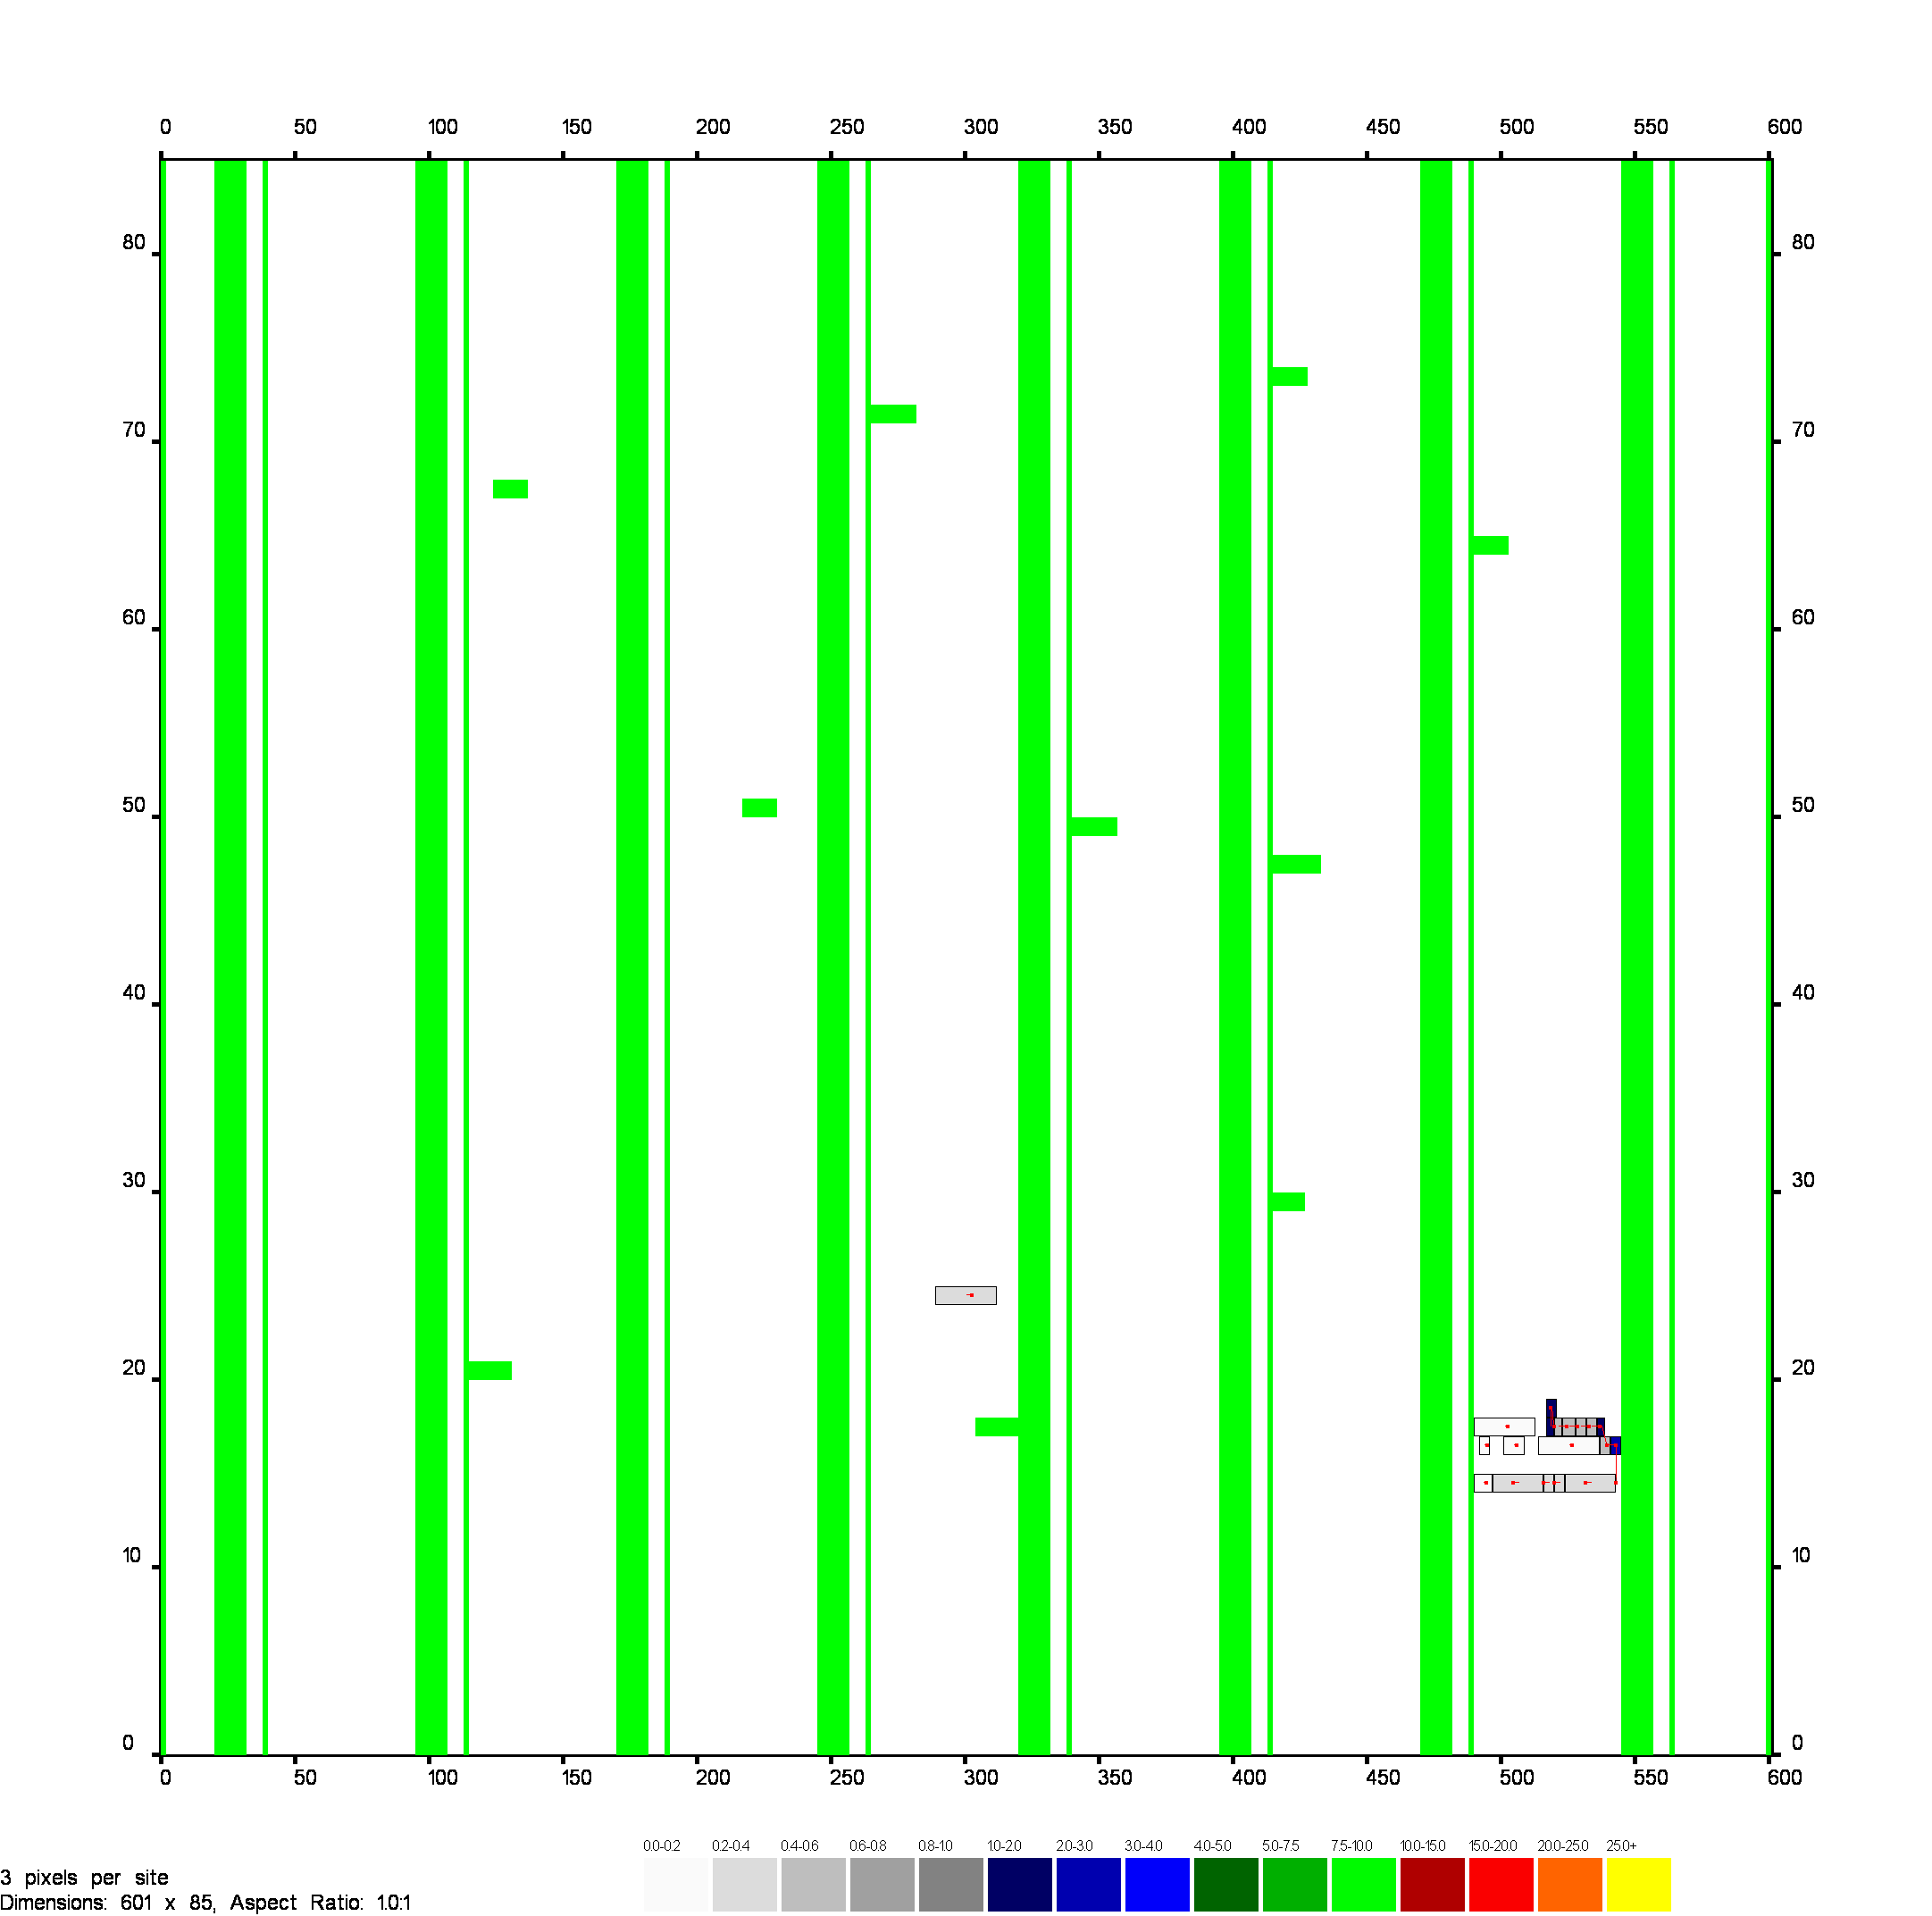 0 50 100 150 200 250 300 350 400 450 500 550 600
80 80
70 70
60 60
50 50
40 40
30 30
20 20
10 10
0 0
0 50 100 150 200 250 300 350 400 450 500 550 600
0.0-0.2 0.2-0.4 0.4-0.6 0.6-0.8 0.8-1.0 1.0-2.0 2.0-3.0 3.0-4.0 4.0-5.0 5.0-7.5 7.5-10.0 10.0-15.0 15.0-20.0 20.0-25.0 25.0+
3 pixels per site
Dimensions: 601 x 85, Aspect Ratio: 1.0:1